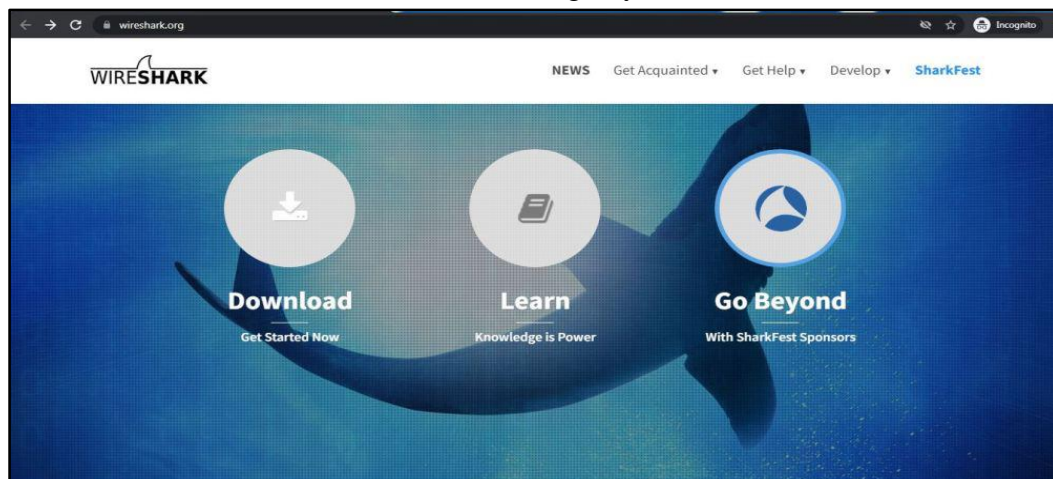 wireshark.org
Incognito
WIRESHARK
NEWS Get Acquainted ▾ Get Help ▾ Develop ▾ SharkFest
Download Learn Go Beyond
Get Started Now Knowledge is Power With SharkFest Sponsors